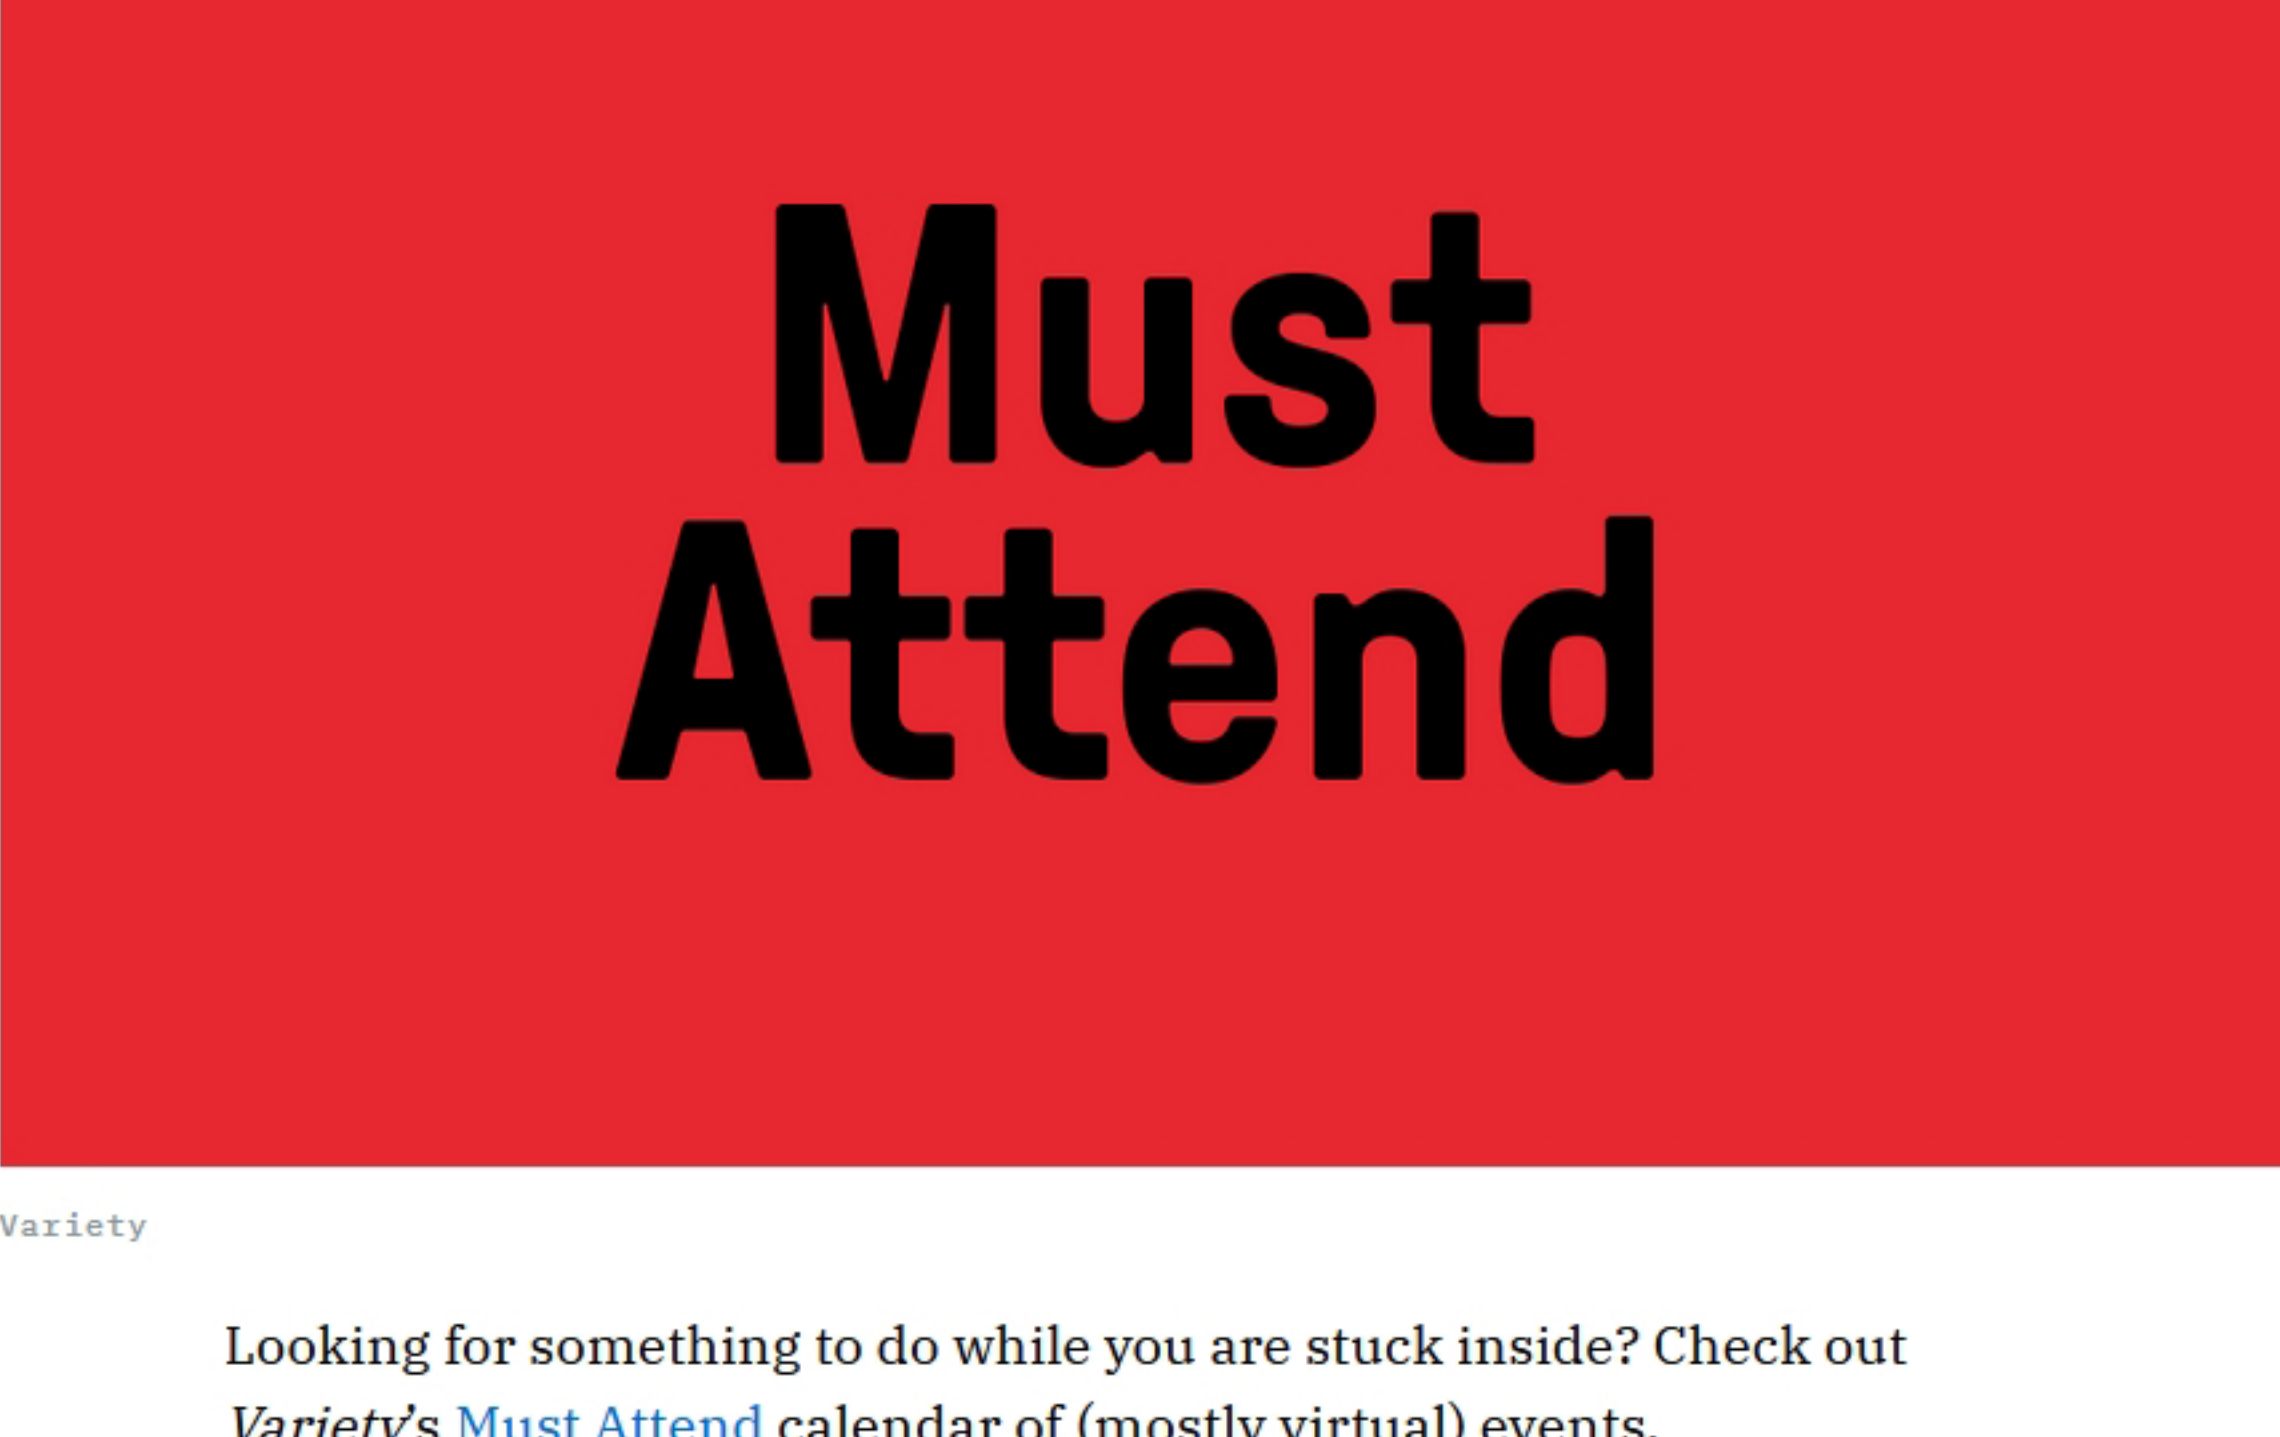 Must
Attend
Variety
Looking for something to do while you are stuck inside? Check out
Variety’s Must Attend calendar of (mostly virtual) events.